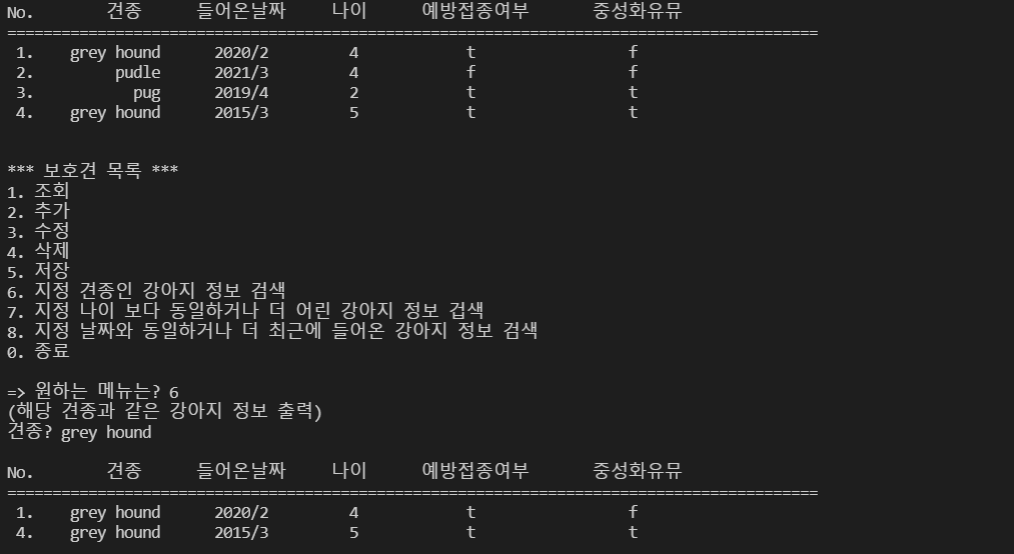 No. 견종 들어온날짜 나이 예방접종여부 중성화유뮤
==========================================================================================
1. grey hound 2020/2 4 t f
2. pudle 2021/3 4 f f
3. pug 2019/4 2 t t
4. grey hound 2015/3 5 t t
*** 보호견 목록 ***
1. 조회
2. 추가
3. 수정
4. 삭제
5. 저장
6. 지정 견종인 강아지 정보 검색
7. 지정 나이 보다 동일하거나 더 어린 강아지 정보 겁색
8. 지정 날짜와 동일하거나 더 최근에 들어온 강아지 정보 검색
0. 종료
=> 원하는 메뉴는? 6
(해당 견종과 같은 강아지 정보 출력)
견종? grey hound
No. 견종 들어온날짜 나이 예방접종여부 중성화유뮤
==========================================================================================
1. grey hound 2020/2 4 t f
4. grey hound 2015/3 5 t t